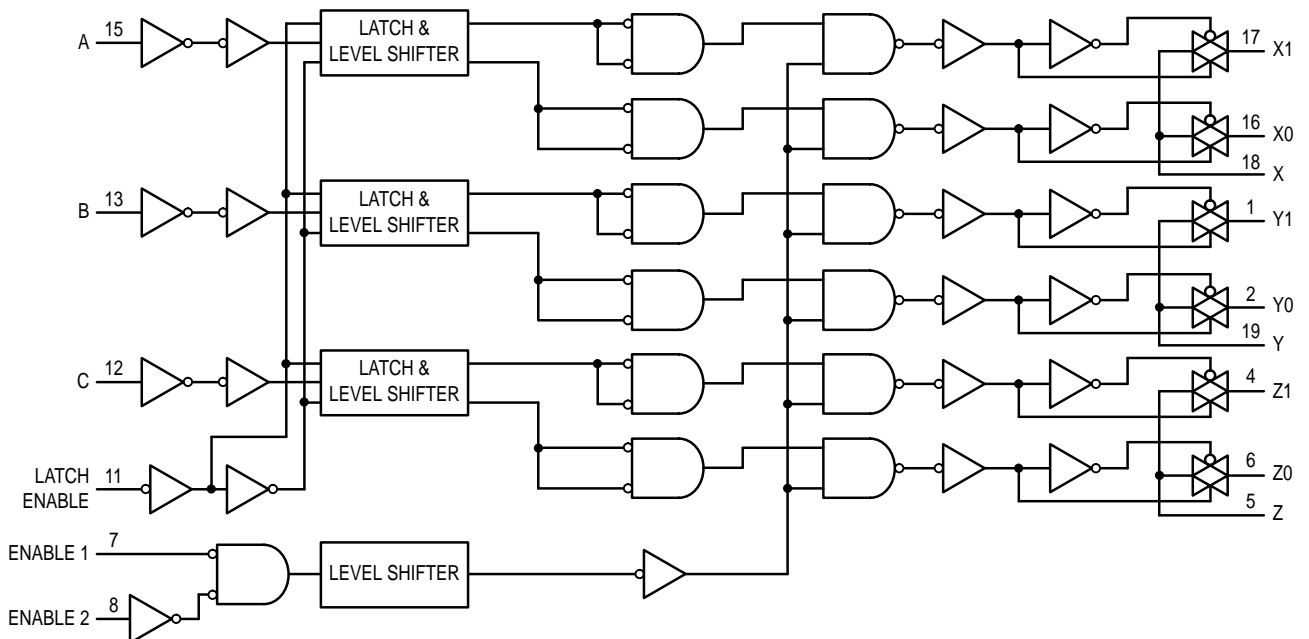 A 15 LATCH & LEVEL SHIFTER 17 X1
16 X0
18 X
B 13 LATCH & LEVEL SHIFTER 1 Y1
2 Y0
19 Y
C 12 LATCH & LEVEL SHIFTER 4 Z1
LATCH ENABLE 11 6 Z0
5 Z
ENABLE 1 7 LEVEL SHIFTER
ENABLE 2 8